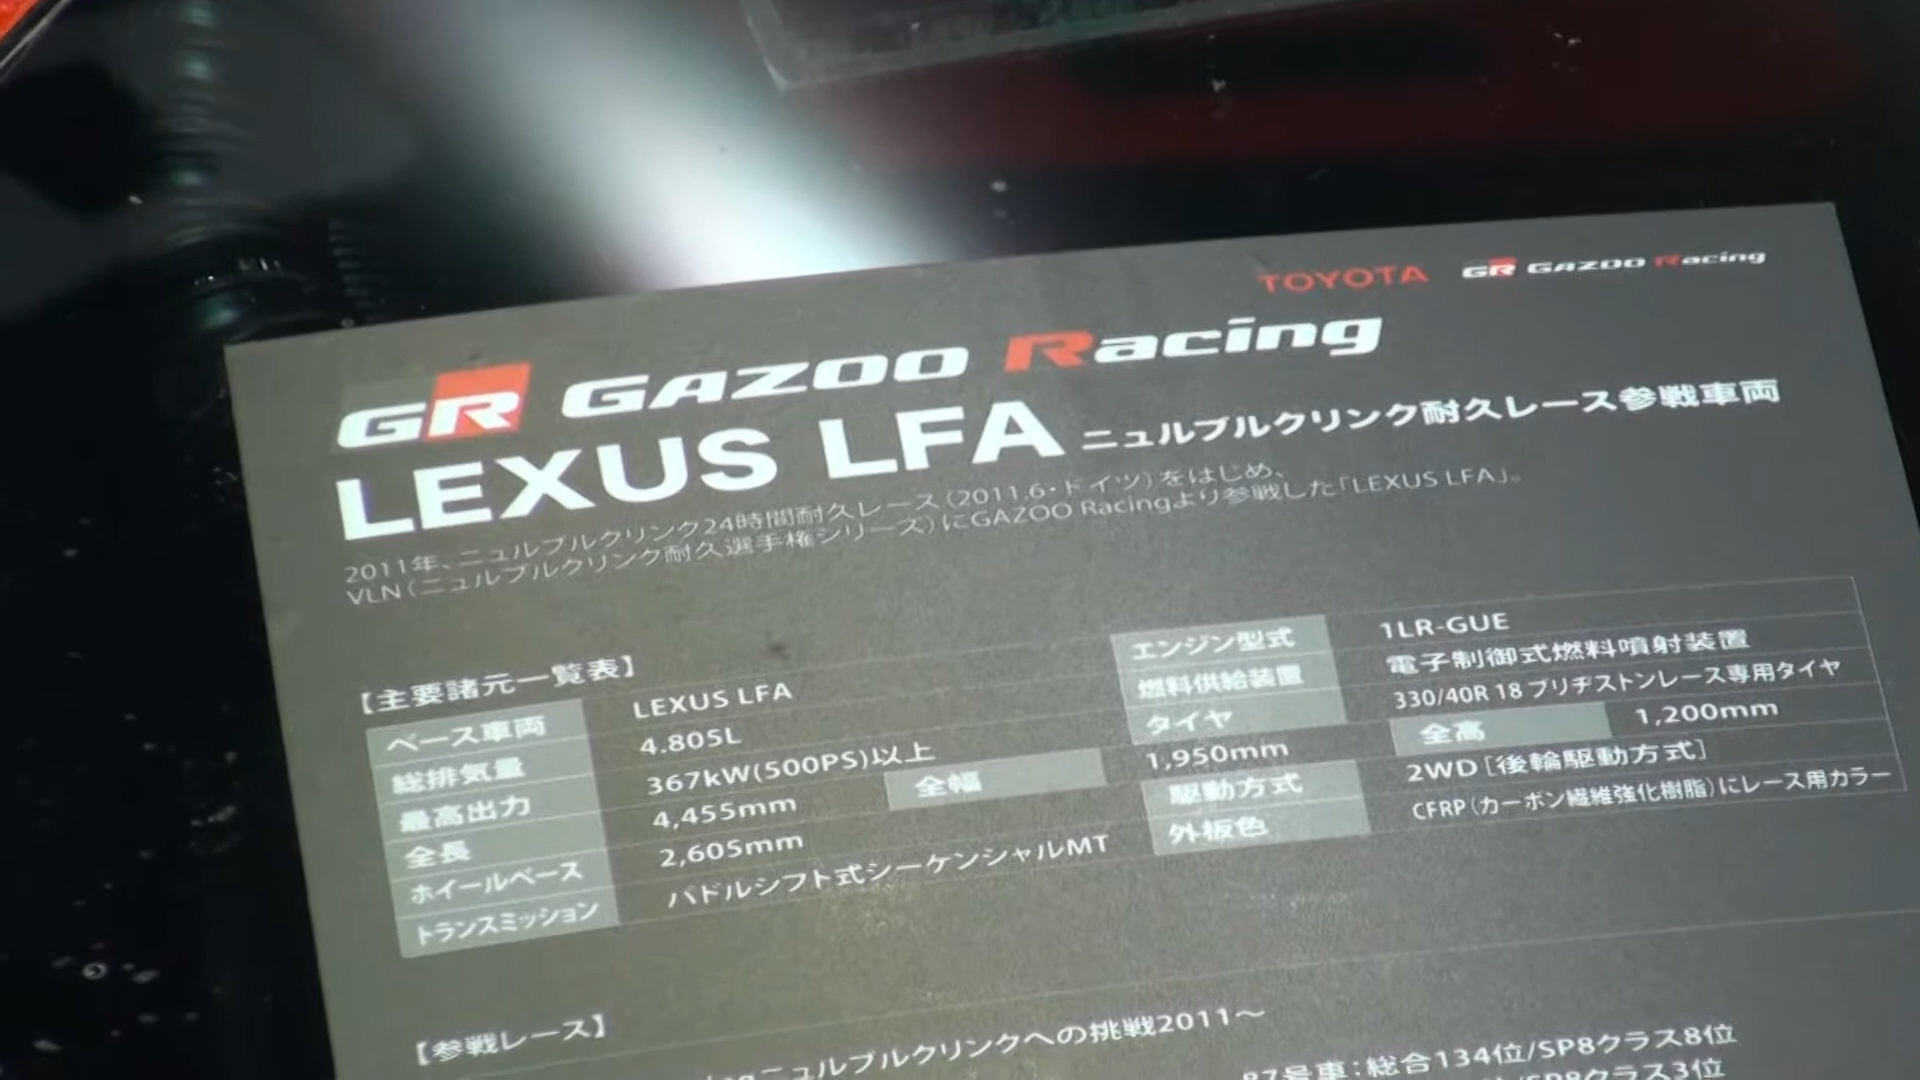 TOYOTA GR GAZOO Racing
GR GAZOO Racing
LEXUS LFA ニュルブルクリンク耐久レース参戦車両
2011年、ニュルブルクリンク24時間耐久レース（2011.6・ドイツ）をはじめ、
VLN（ニュルブルクリンク耐久選手権シリーズ）にGAZOO Racingより参戦した「LEXUS LFA」。
【主要諸元一覧表】
ベース車両 LEXUS LFA エンジン型式 1LR-GUE
総排気量 4.805L 燃料供給装置 電子制御式燃料噴射装置
最高出力 367kW(500PS)以上 タイヤ 330/40R 18 ブリヂストンレース専用タイヤ
全長 4,455mm 全幅 1,950mm 全高 1,200mm
ホイールベース 2,605mm 駆動方式 2WD［後輪駆動方式］
トランスミッション パドルシフト式シーケンシャルMT 外板色 CFRP（カーボン繊維強化樹脂）にレース用カラー
【参戦レース】
ニュルブルクリンクへの挑戦2011〜
87号車：総合134位/SP8クラス8位
SP8クラス3位